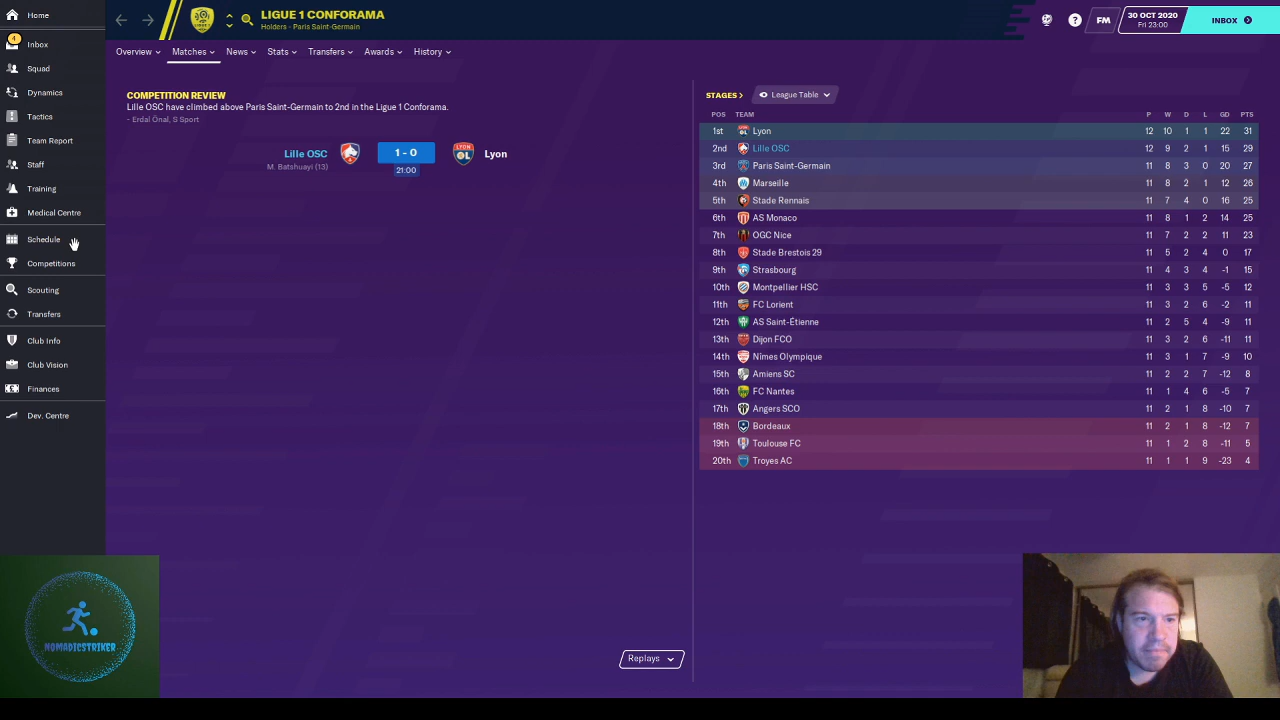 Home
LIGUE 1 CONFORAMA
Holders - Paris Saint-Germain
FM
30 OCT 2020
Fri 23:00
INBOX
4
Inbox
Squad
Dynamics
Tactics
Team Report
Staff
Training
Medical Centre
Schedule
Competitions
Scouting
Transfers
Club Info
Club Vision
Finances
Dev. Centre
Overview Matches News Stats Transfers Awards History
COMPETITION REVIEW
Lille OSC have climbed above Paris Saint-Germain to 2nd in the Ligue 1 Conforama.
- Erdal Önal, S Sport
Lille OSC 1 - 0 Lyon
M. Batshuayi (13)
21:00
Replays
STAGES > League Table
POS TEAM P W D L GD PTS
1st Lyon 12 10 1 1 22 31
2nd Lille OSC 12 9 2 1 15 29
3rd Paris Saint-Germain 11 8 3 0 20 27
4th Marseille 11 8 2 1 12 26
5th Stade Rennais 11 7 4 0 16 25
6th AS Monaco 11 8 1 2 14 25
7th OGC Nice 11 7 2 2 11 23
8th Stade Brestois 29 11 5 2 4 0 17
9th Strasbourg 11 4 3 4 -1 15
10th Montpellier HSC 11 3 3 5 -5 12
11th FC Lorient 11 3 2 6 -2 11
12th AS Saint-Étienne 11 2 5 4 -9 11
13th Dijon FCO 11 3 2 6 -11 11
14th Nîmes Olympique 11 3 1 7 -9 10
15th Amiens SC 11 2 2 7 -12 8
16th FC Nantes 11 1 4 6 -5 7
17th Angers SCO 11 2 1 8 -10 7
18th Bordeaux 11 2 1 8 -12 7
19th Toulouse FC 11 1 2 8 -11 5
20th Troyes AC 11 1 1 9 -23 4
NOMADICSTRIKER